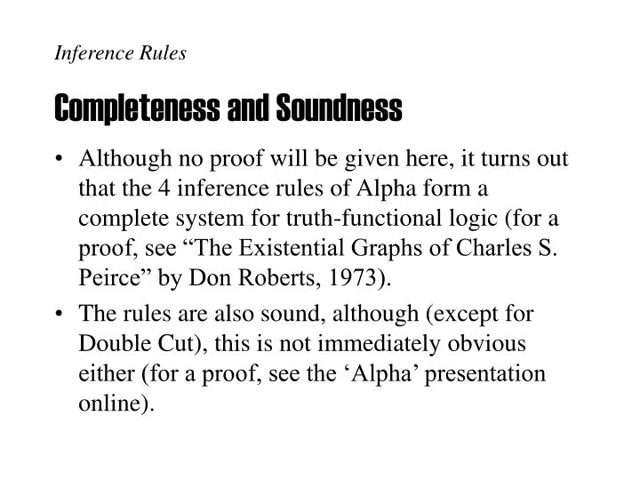 Inference Rules
Completeness and Soundness
• Although no proof will be given here, it turns out
that the 4 inference rules of Alpha form a
complete system for truth-functional logic (for a
proof, see “The Existential Graphs of Charles S.
Peirce” by Don Roberts, 1973).
• The rules are also sound, although (except for
Double Cut), this is not immediately obvious
either (for a proof, see the ‘Alpha’ presentation
online).